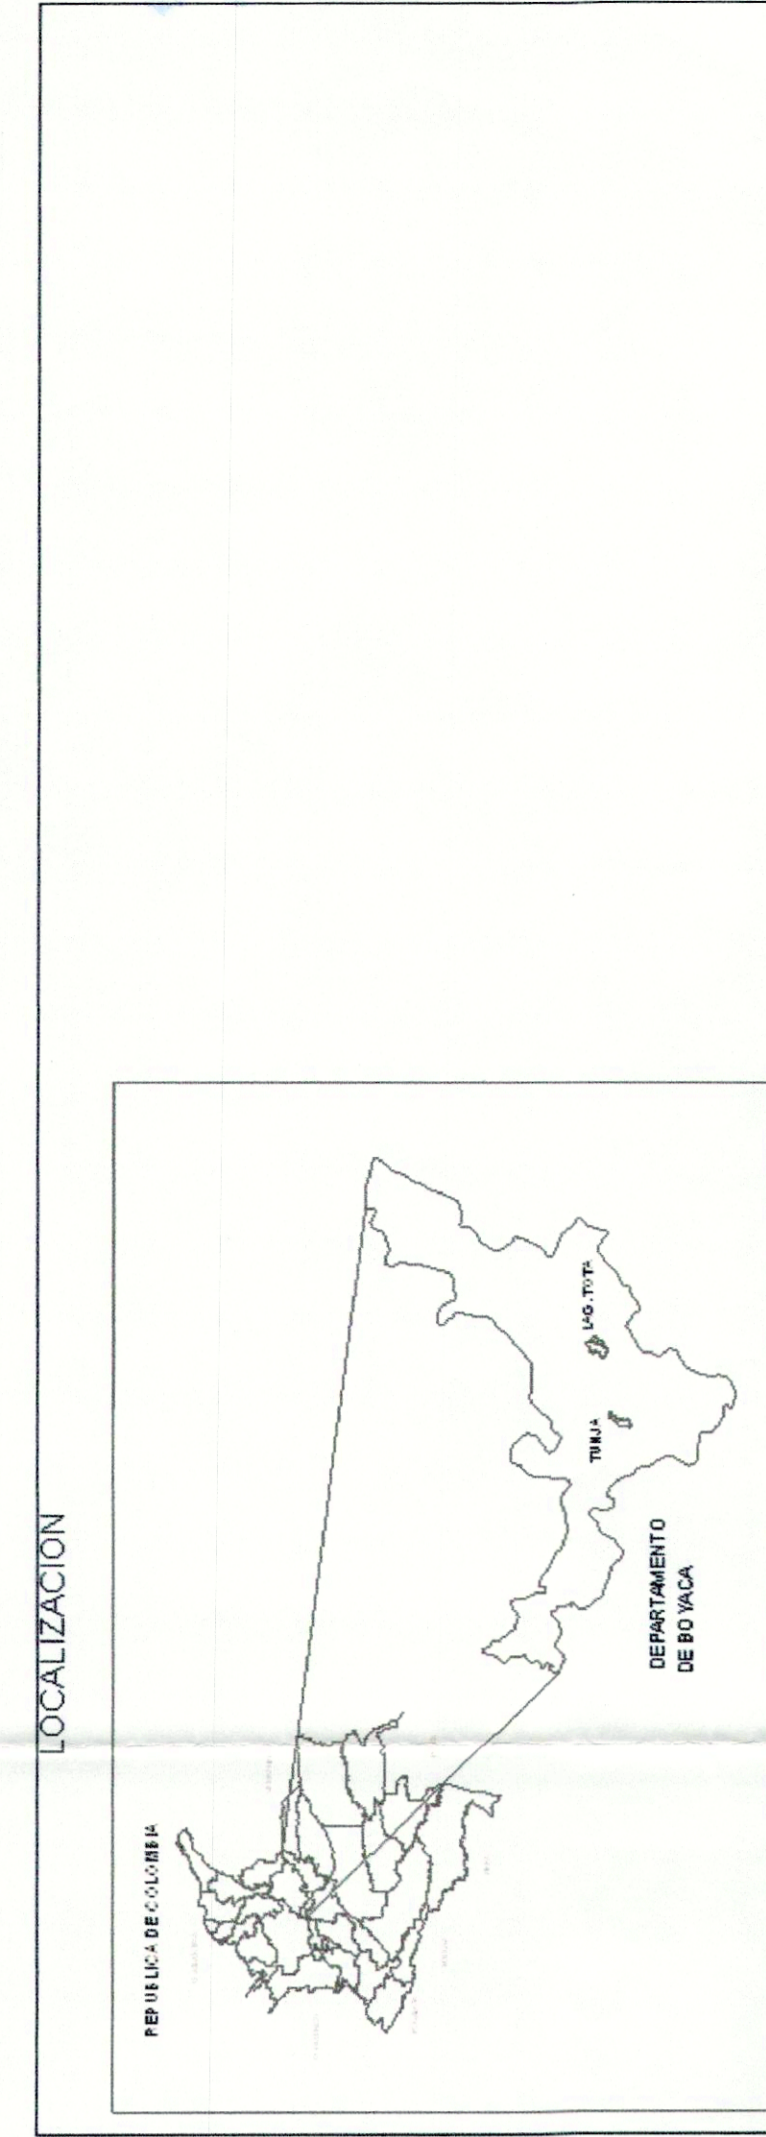 LOCALIZACION
REPUBLICA DE COLOMBIA
LAG. TOTA
TUNJA
DEPARTAMENTO
DE BOYACA